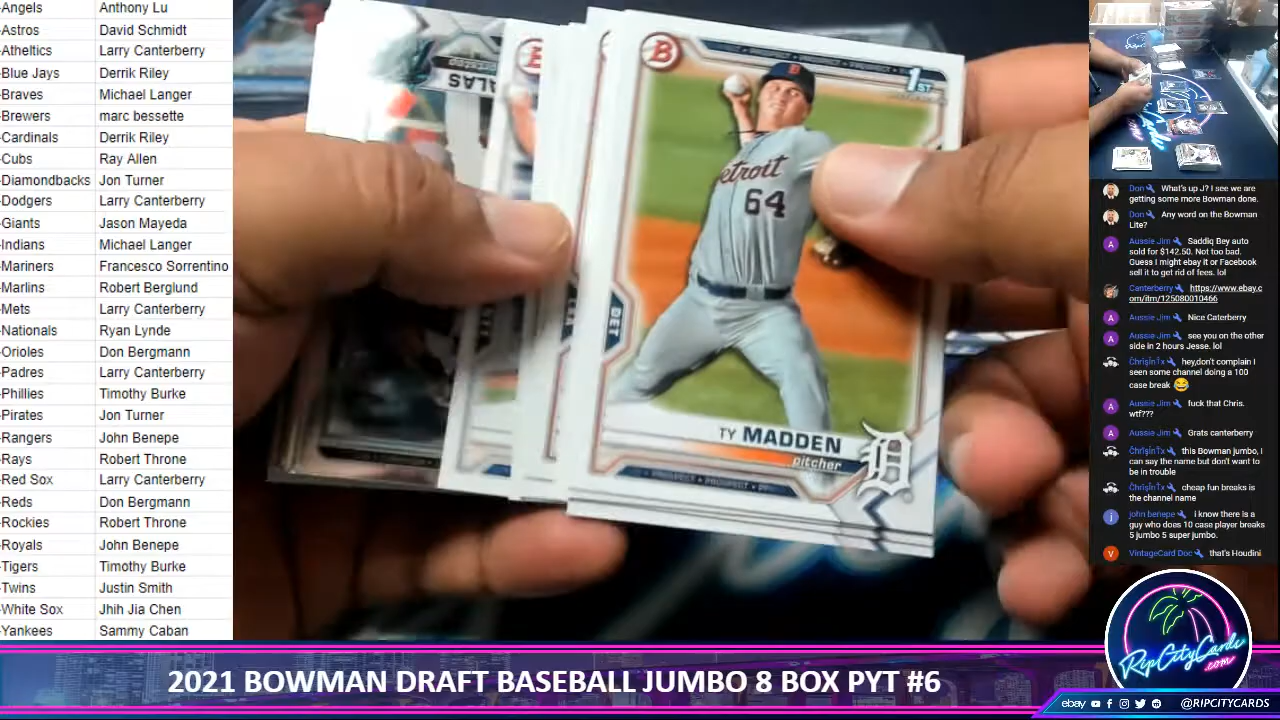 -Angels Anthony Lu
-Astros David Schmidt
-Atheltics Larry Canterberry
-Blue Jays Derrik Riley
-Braves Michael Langer
-Brewers marc bessette
-Cardinals Derrik Riley
-Cubs Ray Allen
-Diamondbacks Jon Turner
-Dodgers Larry Canterberry
-Giants Jason Mayeda
-Indians Michael Langer
-Mariners Francesco Sorrentino
-Marlins Robert Berglund
-Mets Larry Canterberry
-Nationals Ryan Lynde
-Orioles Don Bergmann
-Padres Larry Canterberry
-Phillies Timothy Burke
-Pirates Jon Turner
-Rangers John Benepe
-Rays Robert Throne
-Red Sox Larry Canterberry
-Reds Don Bergmann
-Rockies Robert Throne
-Royals John Benepe
-Tigers Timothy Burke
-Twins Justin Smith
-White Sox Jhih Jia Chen
-Yankees Sammy Caban
ALAS
B
1ST
D
Detroit
64
DET
TY MADDEN
pitcher
D
Don What's up J? I see we are
getting some more Bowman done.
Don Any word on the Bowman
Lite?
A Aussie Jim Saddiq Bey auto
sold for $142.50. Not too bad.
Guess I might ebay it or Facebook
sell it to get rid of fees. lol
Canterberry https://www.ebay.c
om/itm/125080010466
A Aussie Jim Nice Caterberry
A Aussie Jim see you on the other
side in 2 hours Jesse. lol
ČhrĩşĩnTx hey,don't complain I
seen some channel doing a 100
case break 😂
A Aussie Jim fuck that Chris.
wtf???
A Aussie Jim Grats canterberry
ČhrĩşĩnTx this Bowman jumbo, I
can say the name but don't want to
be in trouble
ČhrĩşĩnTx cheap fun breaks is
the channel name
j john benepe i know there is a
guy who does 10 case player breaks
5 jumbo 5 super jumbo.
V VintageCard Doc that's Houdini
RipCityCards
.com
2021 BOWMAN DRAFT BASEBALL JUMBO 8 BOX PYT #6
ebay @RIPCITYCARDS